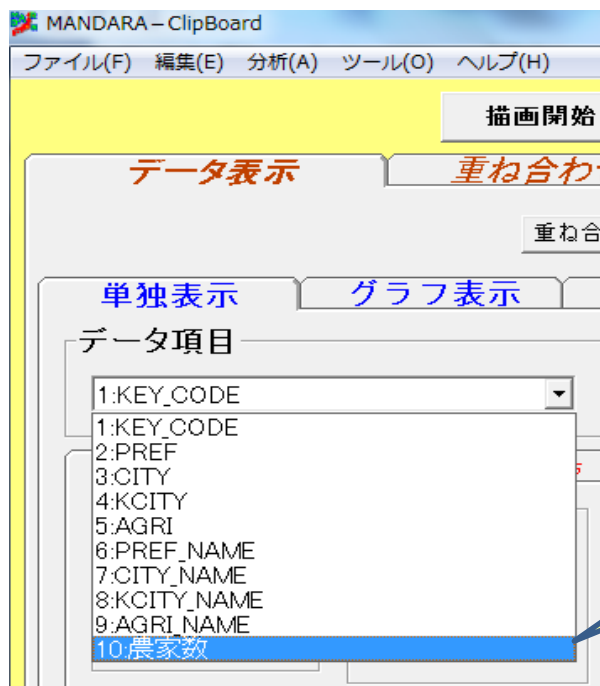 MANDARA－ClipBoard
ファイル(F) 編集(E) 分析(A) ツール(O) ヘルプ(H)
描画開始
データ表示 重ね合わ
重ね合
単独表示 グラフ表示
データ項目
1:KEY_CODE
1:KEY_CODE
2:PREF
3:CITY
4:KCITY
5:AGRI
6:PREF_NAME
7:CITY_NAME
8:KCITY_NAME
9:AGRI_NAME
10:農家数